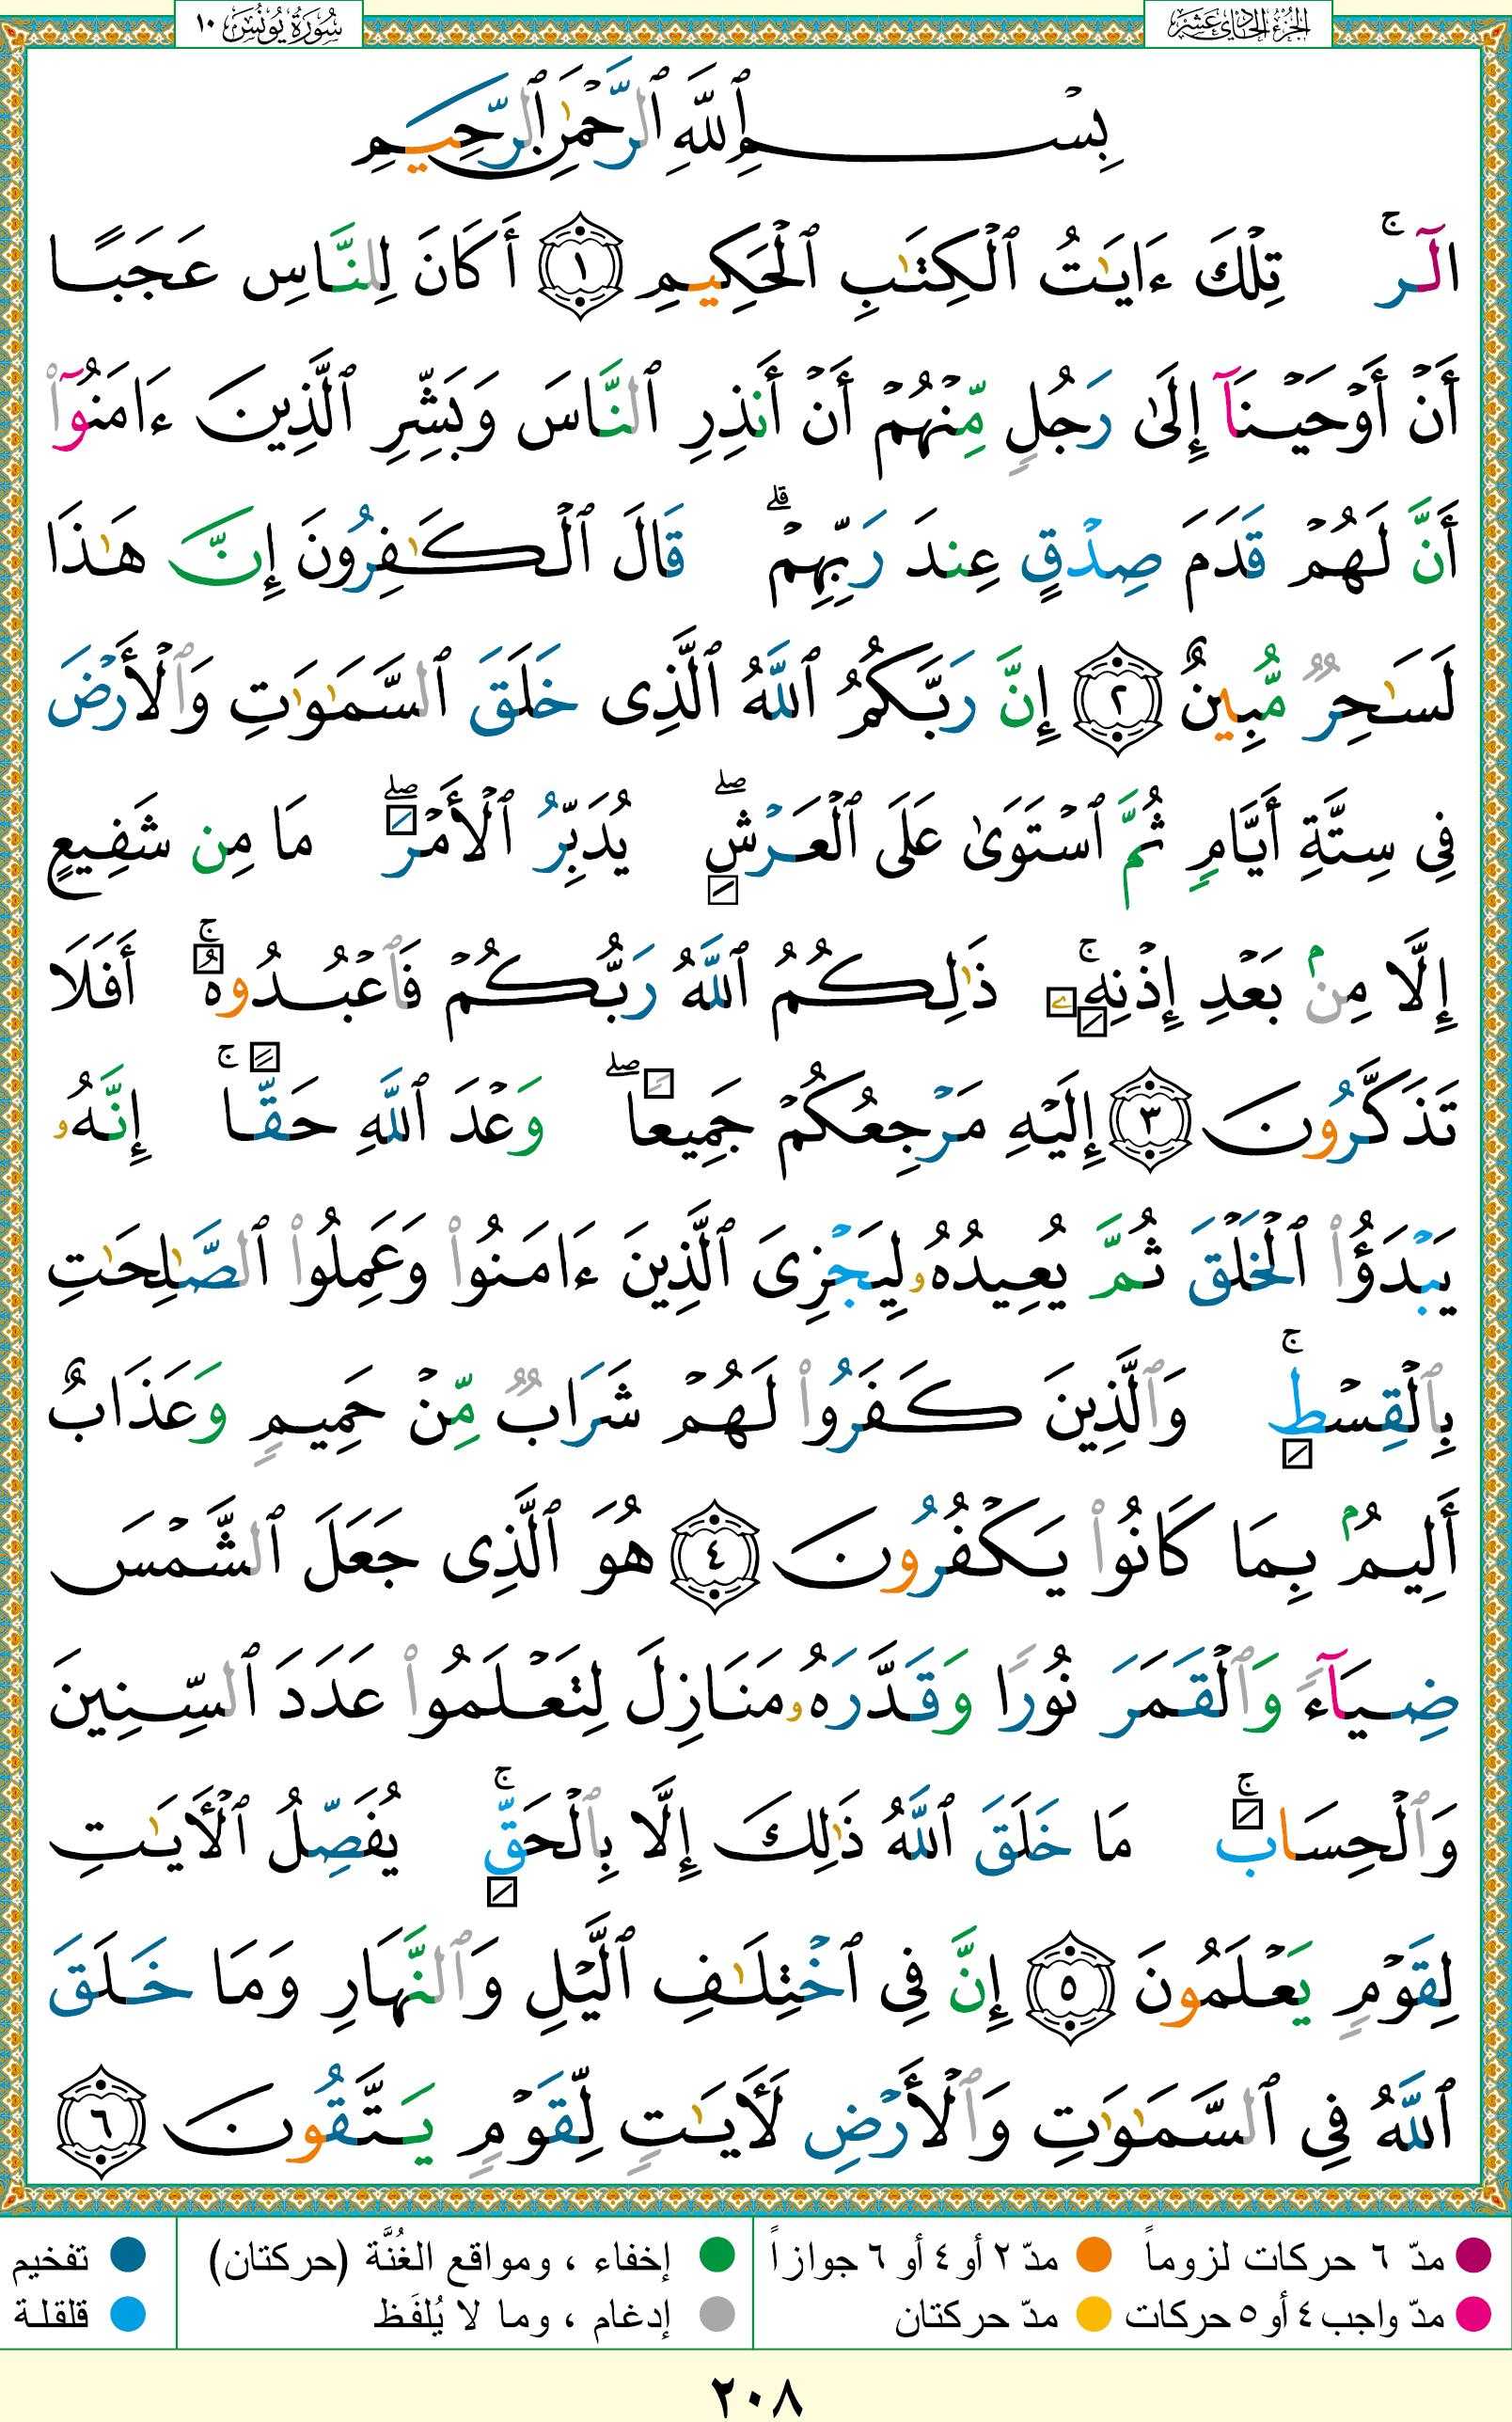 الجزء الحادي عشر
سُورَةُ يُونُس ١٠
بِسْمِ ٱللَّهِ ٱلرَّحْمَٰنِ ٱلرَّحِيمِ
الٓرۚ تِلْكَ ءَايَٰتُ ٱلْكِتَٰبِ ٱلْحَكِيمِ ١ أَكَانَ لِلنَّاسِ عَجَبًا
أَنْ أَوْحَيْنَآ إِلَىٰ رَجُلٍ مِّنْهُمْ أَنْ أَنذِرِ ٱلنَّاسَ وَبَشِّرِ ٱلَّذِينَ ءَامَنُوٓا۟
أَنَّ لَهُمْ قَدَمَ صِدْقٍ عِندَ رَبِّهِمْۗ قَالَ ٱلْكَٰفِرُونَ إِنَّ هَٰذَا
لَسَٰحِرٌ مُّبِينٌ ٢ إِنَّ رَبَّكُمُ ٱللَّهُ ٱلَّذِى خَلَقَ ٱلسَّمَٰوَٰتِ وَٱلْأَرْضَ
فِى سِتَّةِ أَيَّامٍ ثُمَّ ٱسْتَوَىٰ عَلَى ٱلْعَرْشِۖ يُدَبِّرُ ٱلْأَمْرَۖ مَا مِن شَفِيعٍ
إِلَّا مِنۢ بَعْدِ إِذْنِهِۦۚ ذَٰلِكُمُ ٱللَّهُ رَبُّكُمْ فَٱعْبُدُوهُۚ أَفَلَا
تَذَكَّرُونَ ٣ إِلَيْهِ مَرْجِعُكُمْ جَمِيعًاۖ وَعْدَ ٱللَّهِ حَقًّاۚ إِنَّهُۥ
يَبْدَؤُا۟ ٱلْخَلْقَ ثُمَّ يُعِيدُهُۥ لِيَجْزِىَ ٱلَّذِينَ ءَامَنُوا۟ وَعَمِلُوا۟ ٱلصَّٰلِحَٰتِ
بِٱلْقِسْطِۚ وَٱلَّذِينَ كَفَرُوا۟ لَهُمْ شَرَابٌ مِّنْ حَمِيمٍ وَعَذَابٌ
أَلِيمٌۢ بِمَا كَانُوا۟ يَكْفُرُونَ ٤ هُوَ ٱلَّذِى جَعَلَ ٱلشَّمْسَ
ضِيَآءً وَٱلْقَمَرَ نُورًا وَقَدَّرَهُۥ مَنَازِلَ لِتَعْلَمُوا۟ عَدَدَ ٱلسِّنِينَ
وَٱلْحِسَابَۚ مَا خَلَقَ ٱللَّهُ ذَٰلِكَ إِلَّا بِٱلْحَقِّۚ يُفَصِّلُ ٱلْأَيَٰتِ
لِقَوْمٍ يَعْلَمُونَ ٥ إِنَّ فِى ٱخْتِلَٰفِ ٱلَّيْلِ وَٱلنَّهَارِ وَمَا خَلَقَ
ٱللَّهُ فِى ٱلسَّمَٰوَٰتِ وَٱلْأَرْضِ لَأَيَٰتٍ لِّقَوْمٍ يَتَّقُونَ ٦
مدّ ٦ حركات لزوماً مدّ ٢ أو ٤ أو ٦ جوازاً إخفاء ، ومواقع الغُنَّة (حركتان) تفخيم
مدّ واجب ٤ أو ٥ حركات مدّ حركتان إدغام ، وما لا يُلفَظ قلقلة
٢٠٨